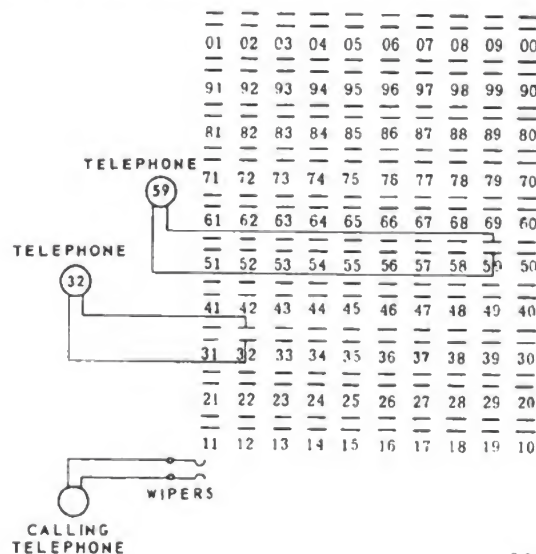 01 02 03 04 05 06 07 08 09 00
91 92 93 94 95 96 97 98 99 90
81 82 83 84 85 86 87 88 89 80
TELEPHONE
59
71 72 73 74 75 76 77 78 79 70
61 62 63 64 65 66 67 68 69 60
TELEPHONE
32
51 52 53 54 55 56 57 58 59 50
41 42 43 44 45 46 47 48 49 40
31 32 33 34 35 36 37 38 39 30
21 22 23 24 25 26 27 28 29 20
11 12 13 14 15 16 17 18 19 10
WIPERS
CALLING
TELEPHONE